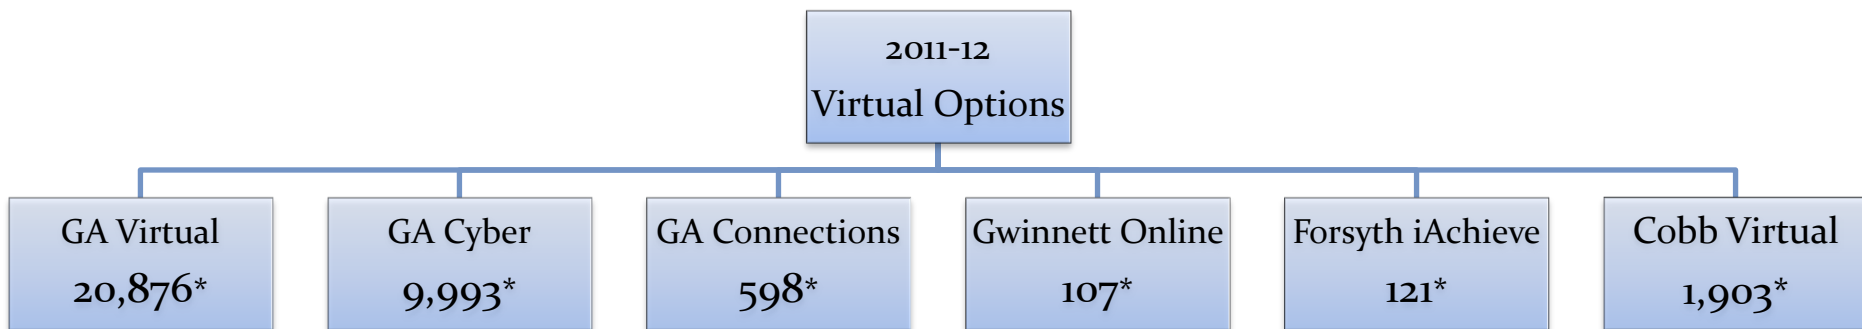 2011-12
Virtual Options
GA Virtual
20,876*
GA Cyber
9,993*
GA Connections
598*
Gwinnett Online
107*
Forsyth iAchieve
121*
Cobb Virtual
1,903*